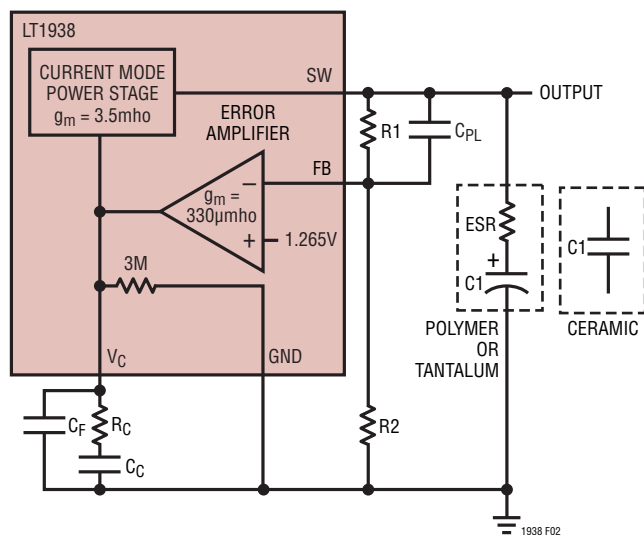 LT1938
CURRENT MODE
POWER STAGE
gm = 3.5mho
SW
OUTPUT
ERROR
AMPLIFIER
R1
CPL
FB
–
gm =
330µmho
+
1.265V
ESR
+
C1
C1
3M
POLYMER
OR
TANTALUM
CERAMIC
VC
GND
CF
RC
R2
CC
1938 F02